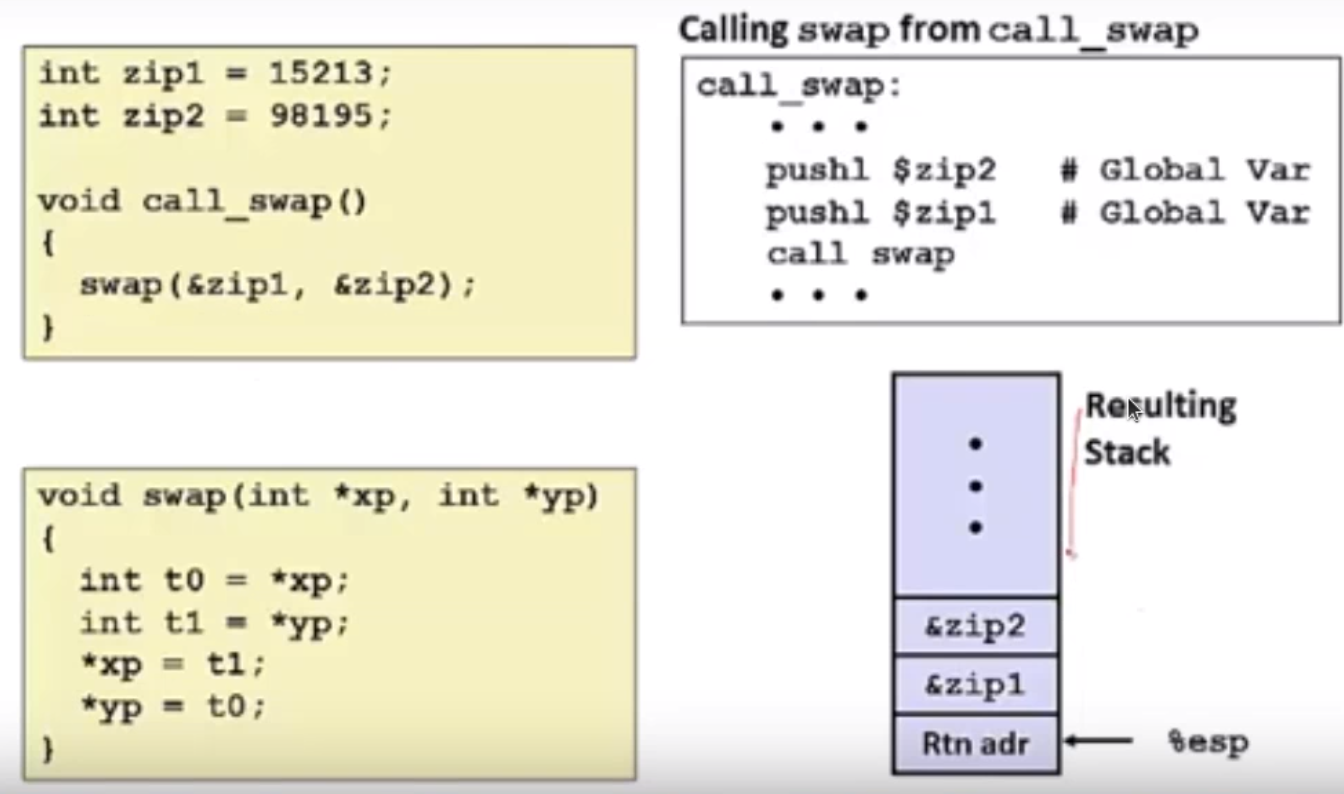 int zip1 = 15213;
int zip2 = 98195;
void call_swap()
{
swap(&zip1, &zip2);
}
void swap(int *xp, int *yp)
{
int t0 = *xp;
int t1 = *yp;
*xp = t1;
*yp = t0;
}
Calling swap from call_swap
call_swap:
• • •
pushl $zip2 # Global Var
pushl $zip1 # Global Var
call swap
• • •
Resulting
Stack
•
•
•
&zip2
&zip1
Rtn adr
%esp